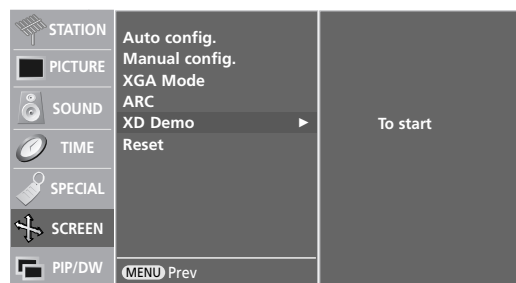 STATION
PICTURE
SOUND
TIME
SPECIAL
SCREEN
PIP/DW
Auto config.
Manual config.
XGA Mode
ARC
XD Demo ►
Reset
MENU Prev
To start